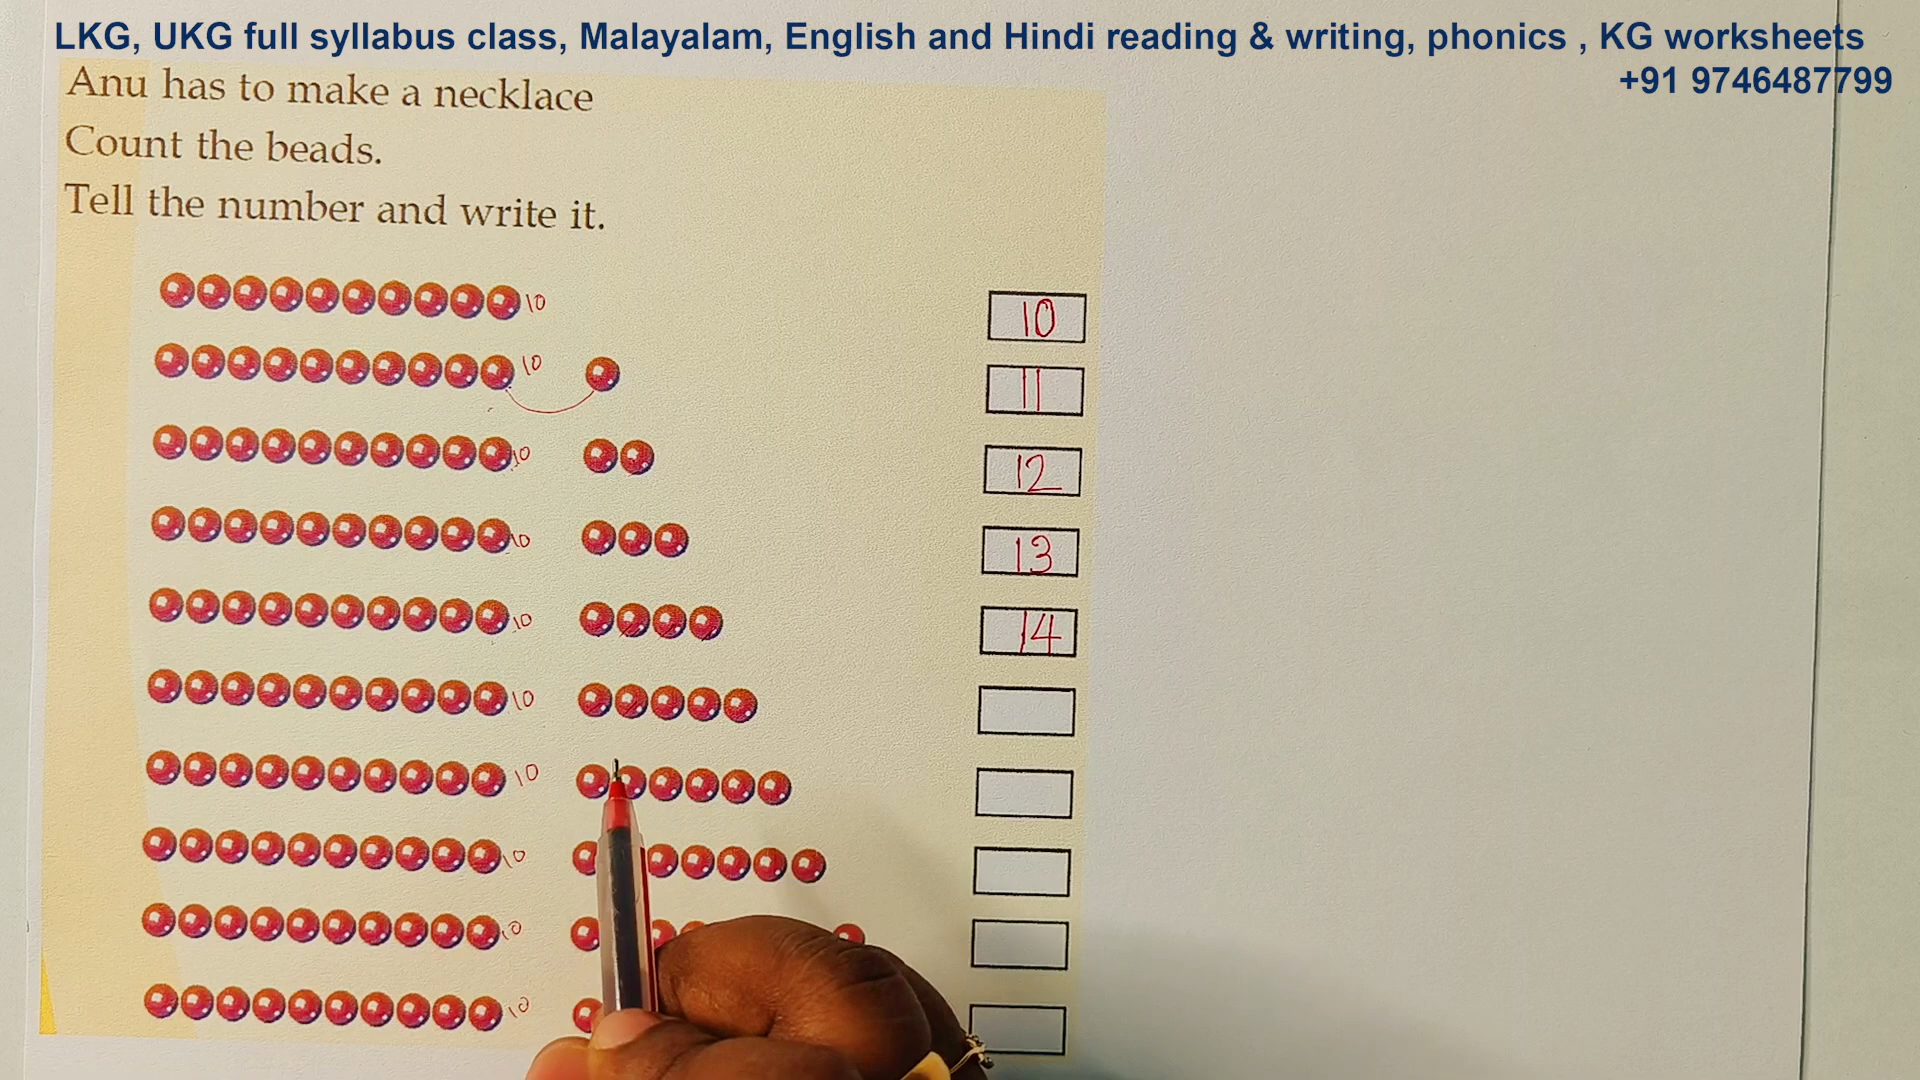 LKG, UKG full syllabus class, Malayalam, English and Hindi reading & writing, phonics , KG worksheets
+91 9746487799
Anu has to make a necklace
Count the beads.
Tell the number and write it.
10 10
10 11
10 12
10 13
10 14
10
10
10
10
10